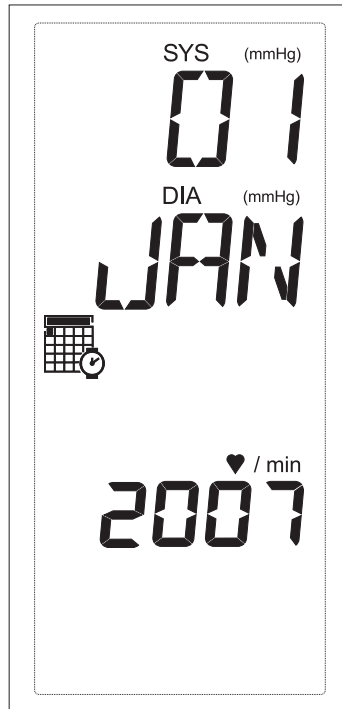 SYS (mmHg)
01
DIA (mmHg)
JAN
♥ / min
2007